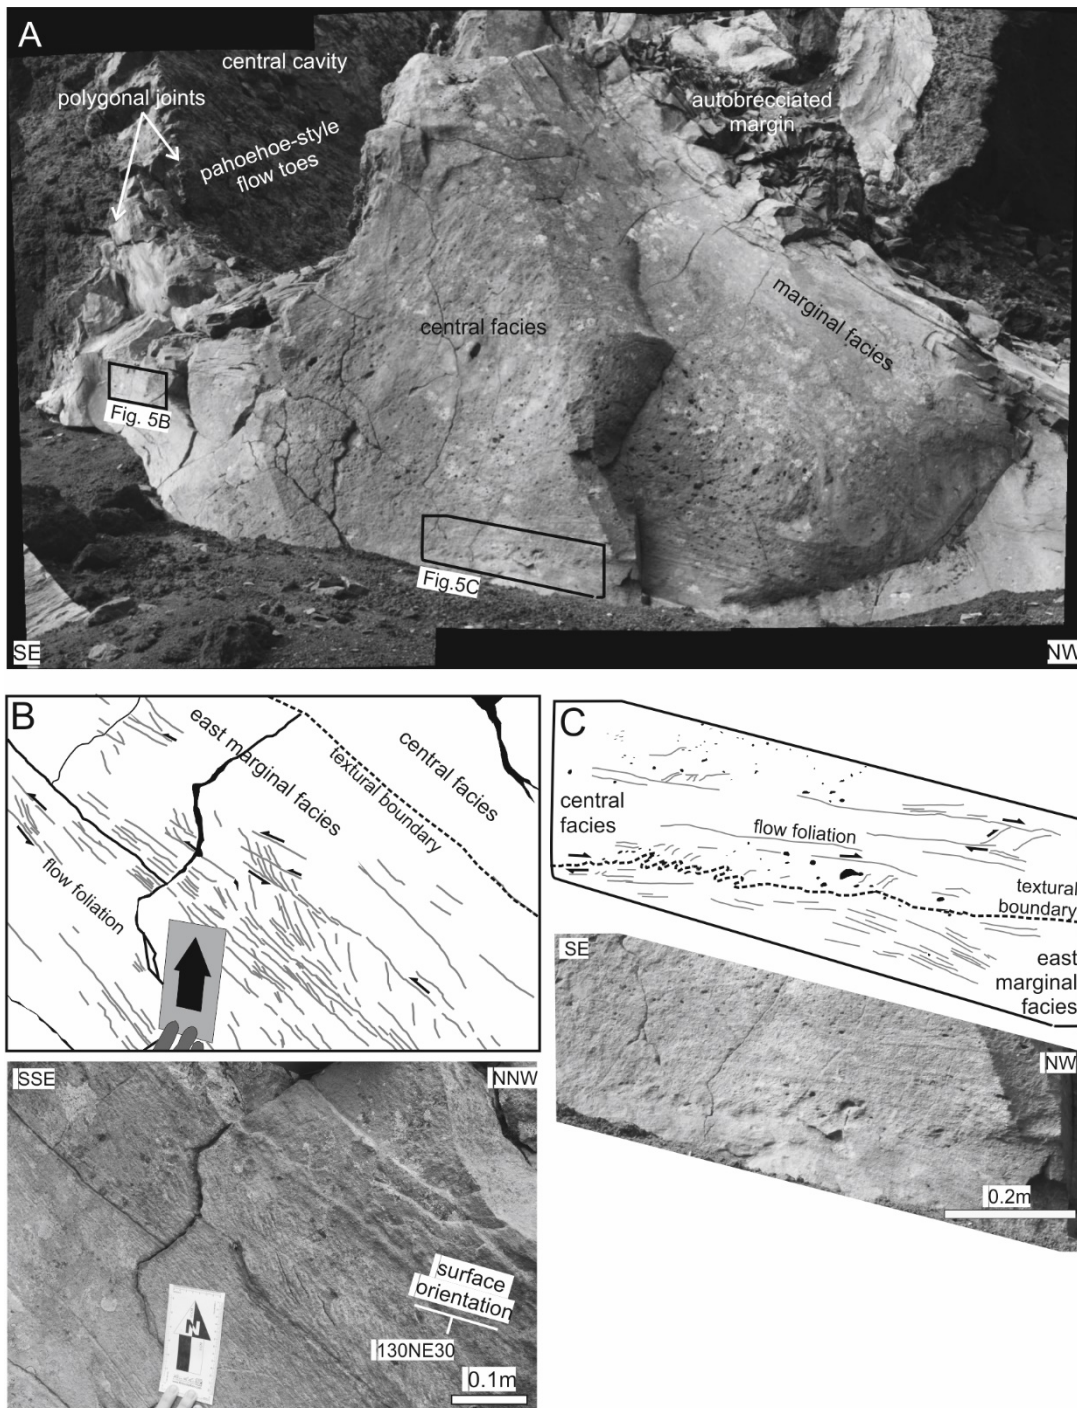 A
central cavity
polygonal joints
pahoehoe-style
flow toes
autobrecciated
margin
central facies
marginal facies
Fig. 5B
Fig.5C
SE
NW
B
east marginal facies
central facies
textural boundary
flow foliation
SSE
NNW
surface
orientation
130NE30
0.1m
N
C
central
facies
flow foliation
textural
boundary
east
marginal
facies
SE
NW
0.2m